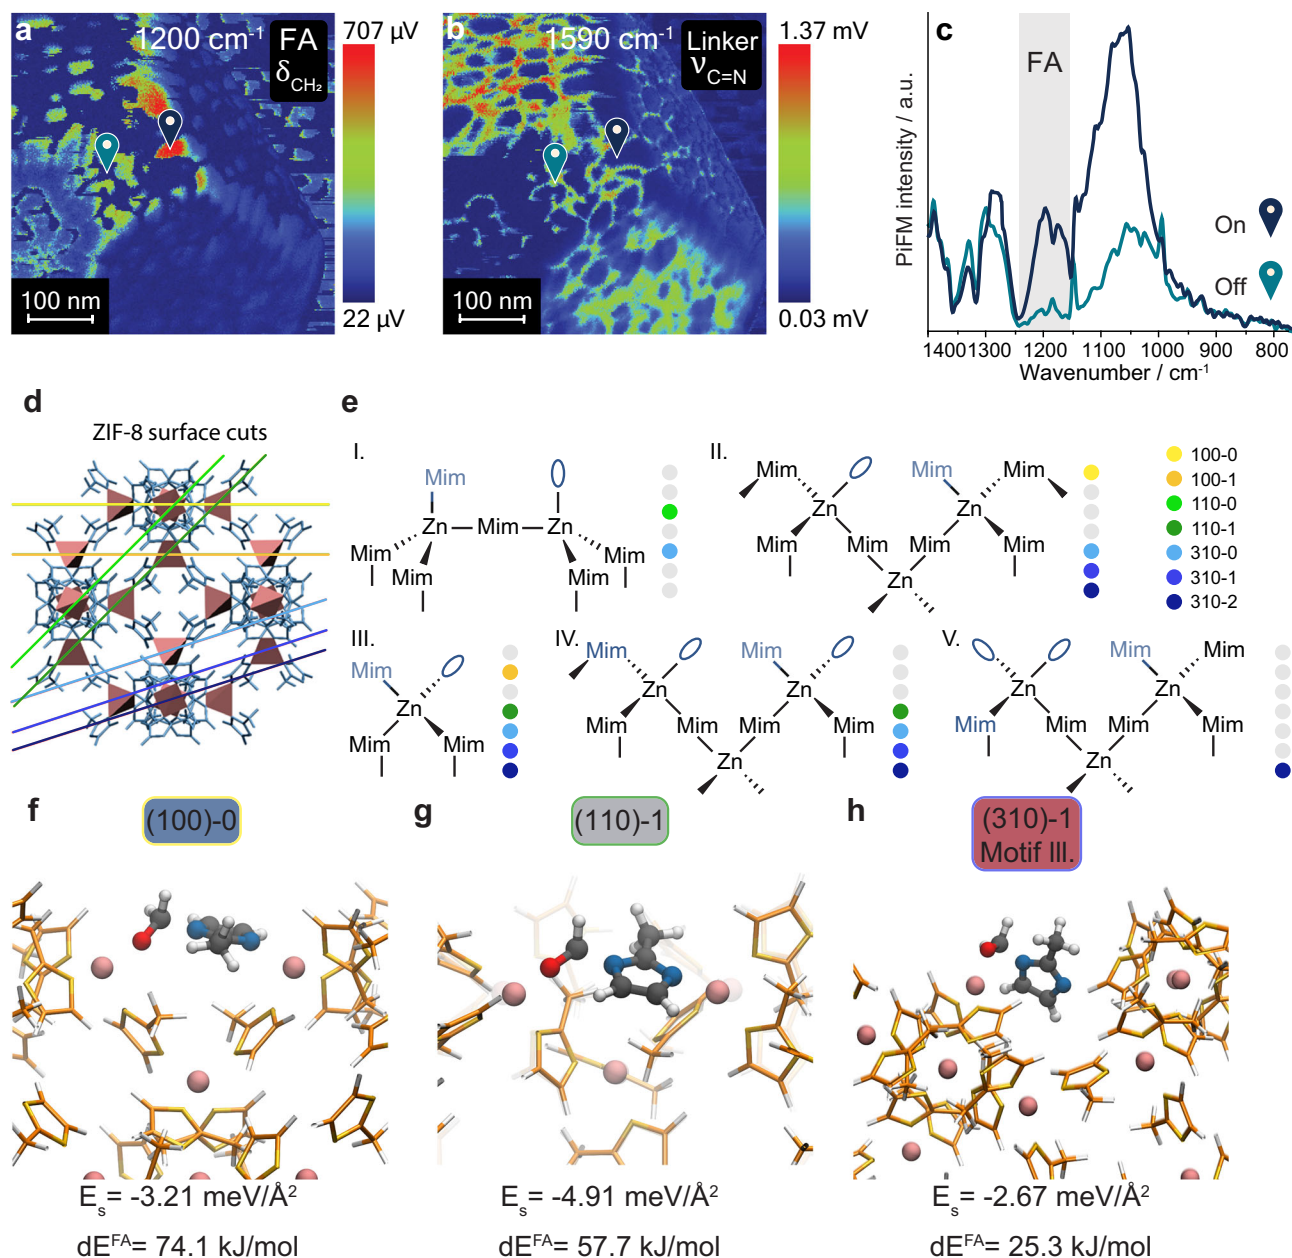 a
1200 cm⁻¹
FA
δCH₂
707 µV
22 µV
100 nm
b
1590 cm⁻¹
Linker
νC=N
1.37 mV
0.03 mV
100 nm
c
FA
On
Off
PiFM intensity / a.u.
1400 1300 1200 1100 1000 900 800
Wavenumber / cm⁻¹
d
ZIF-8 surface cuts
e
I.
Mim
Zn Mim Zn
Mim Mim
Mim Mim
II.
Mim Mim Mim
Zn Zn
Mim Mim Mim Mim
Zn
100-0
100-1
110-0
110-1
310-0
310-1
310-2
III.
Mim
Zn
Mim Mim
IV.
Mim Mim
Zn Zn
Mim Mim Mim Mim
Zn
V.
Mim Mim
Zn Zn
Mim Mim Mim Mim
Zn
f
(100)-0
Eₛ= -3.21 meV/Å²
dEᶠᴬ= 74.1 kJ/mol
g
(110)-1
Eₛ= -4.91 meV/Å²
dEᶠᴬ= 57.7 kJ/mol
h
(310)-1
Motif III.
Eₛ= -2.67 meV/Å²
dEᶠᴬ= 25.3 kJ/mol